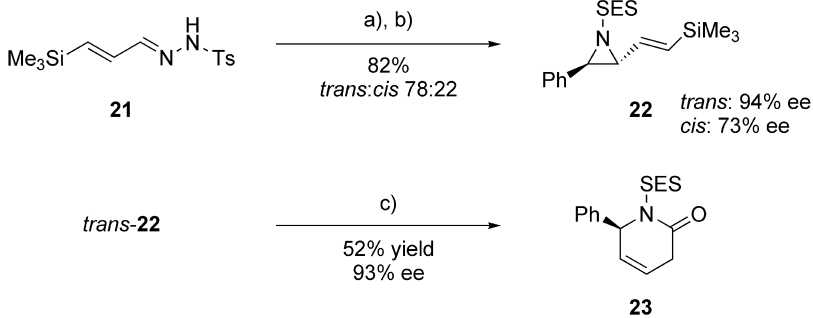 SES
H
a), b)
N
SiMe3
Me3Si
N
N
Ts
82%
trans:cis 78:22
Ph
21
22
trans: 94% ee
cis: 73% ee
SES
c)
Ph
N
O
trans-22
52% yield
93% ee
23